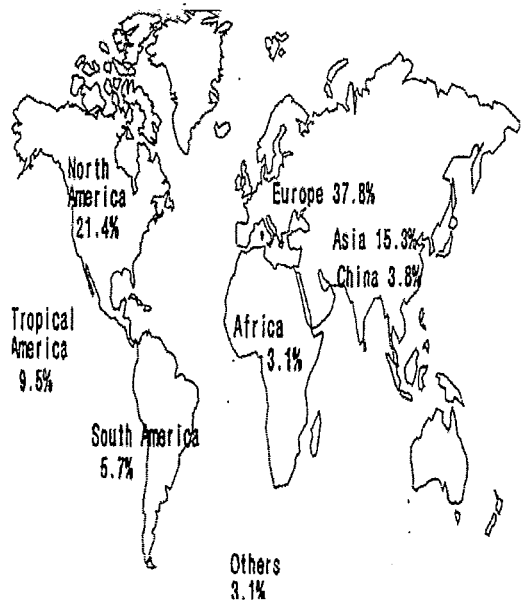 North
America
21.4%
Europe 37.8%
Asia 15.3%
China 3.8%
Tropical
America
9.5%
Africa
3.1%
South America
5.7%
Others
3.1%